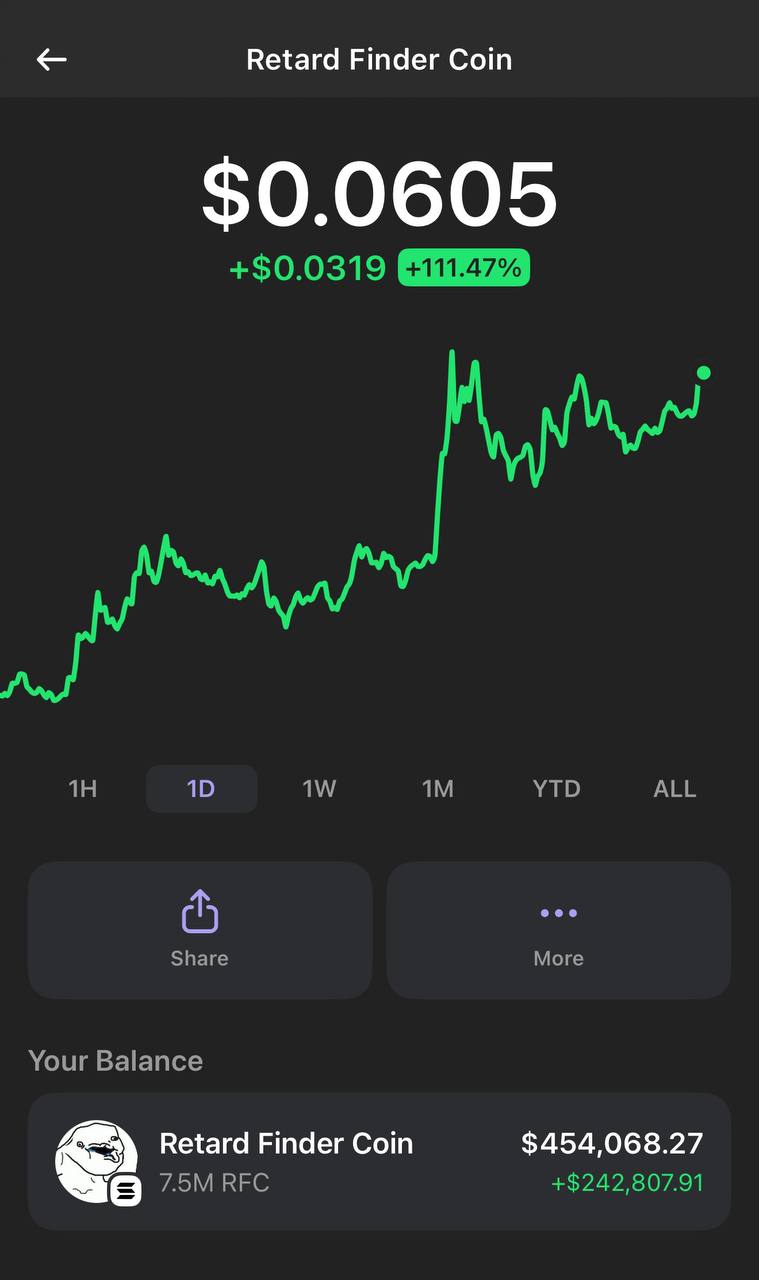 Retard Finder Coin
$0.0605
+$0.0319 +111.47%
1H 1D 1W 1M YTD ALL
Share More
Your Balance
Retard Finder Coin $454,068.27
7.5M RFC +$242,807.91